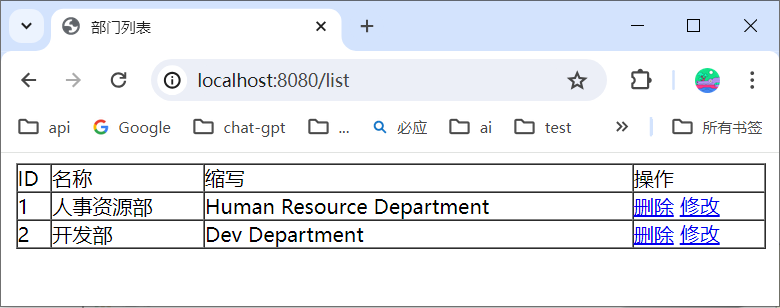 部门列表
localhost:8080/list
api Google chat-gpt ... 必应 ai test 所有书签
ID 名称 缩写 操作
1 人事资源部 Human Resource Department 删除 修改
2 开发部 Dev Department 删除 修改